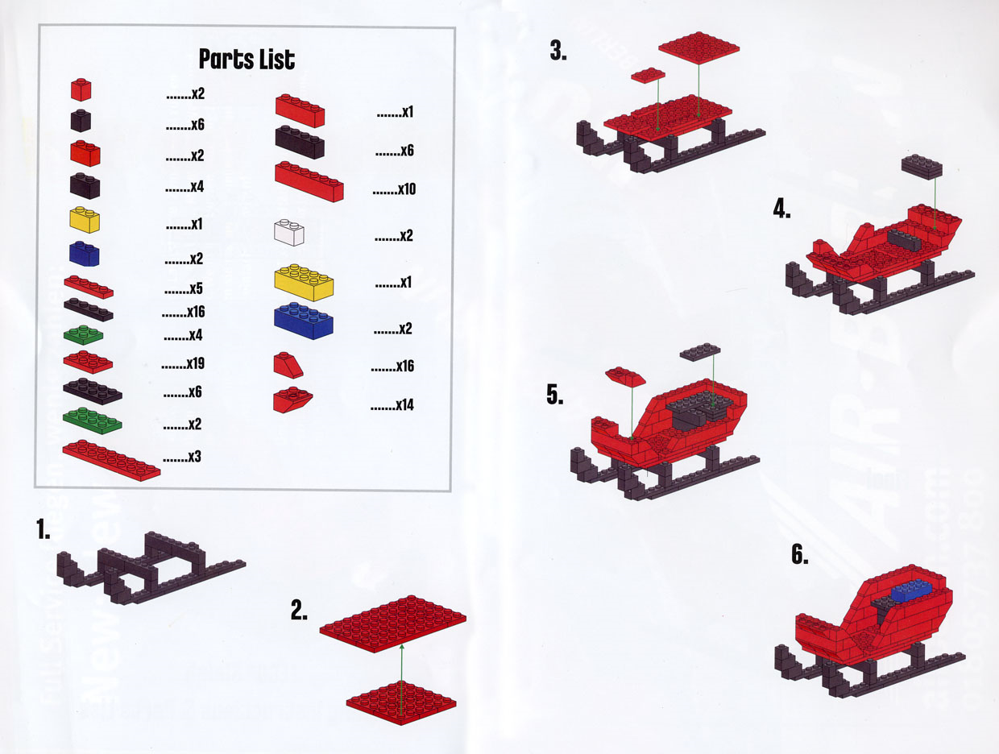 Parts List
.......x2
.......x6
.......x2
.......x4
.......x1
.......x2
.......x5
.......x16
.......x4
.......x19
.......x6
.......x2
.......x3
.......x1
.......x6
.......x10
.......x2
.......x1
.......x2
.......x16
.......x14
1.
2.
3.
4.
5.
6.